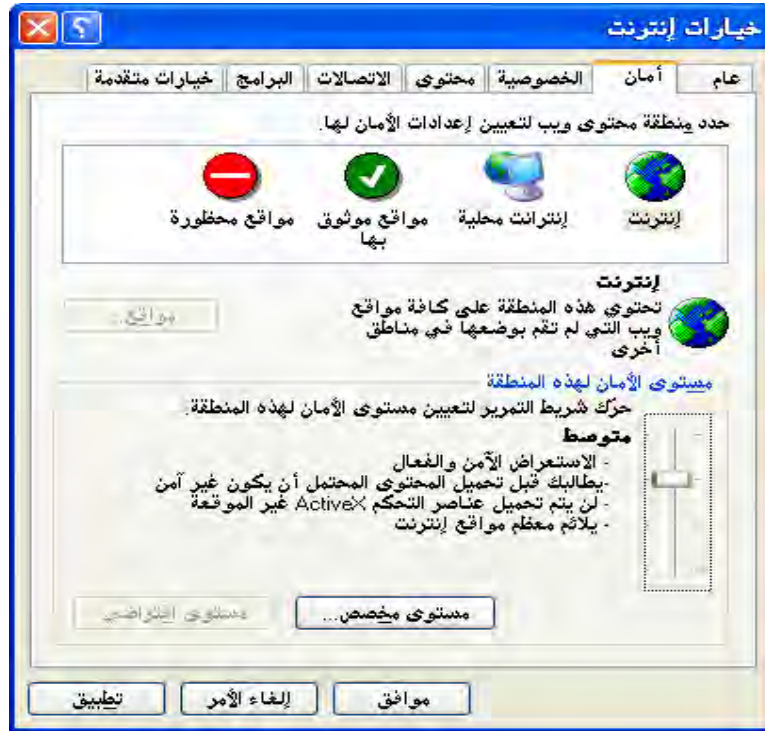 خيارات إنترنت
عام أمان الخصوصية محتوى الاتصالات البرامج خيارات متقدمة
حدد منطقة محتوى ويب لتعيين إعدادات الأمان لها.
إنترنت إنترانت محلية مواقع موثوق بها مواقع محظورة
إنترنت
تحتوي هذه المنطقة على كافة مواقع
ويب التي لم تقم بوضعها في مناطق
أخرى
مواقع...
مستوى الأمان لهذه المنطقة
حرّك شريط التمرير لتعيين مستوى الأمان لهذه المنطقة.
متوسط
- الاستعراض الآمن والفعال
-يطالبك قبل تحميل المحتوى المحتمل أن يكون غير آمن
- لن يتم تحميل عناصر التحكم ActiveX غير الموقعة
- يلائم معظم مواقع إنترنت
مستوى مخصص... مستوى افتراضي
موافق إلغاء الأمر تطبيق